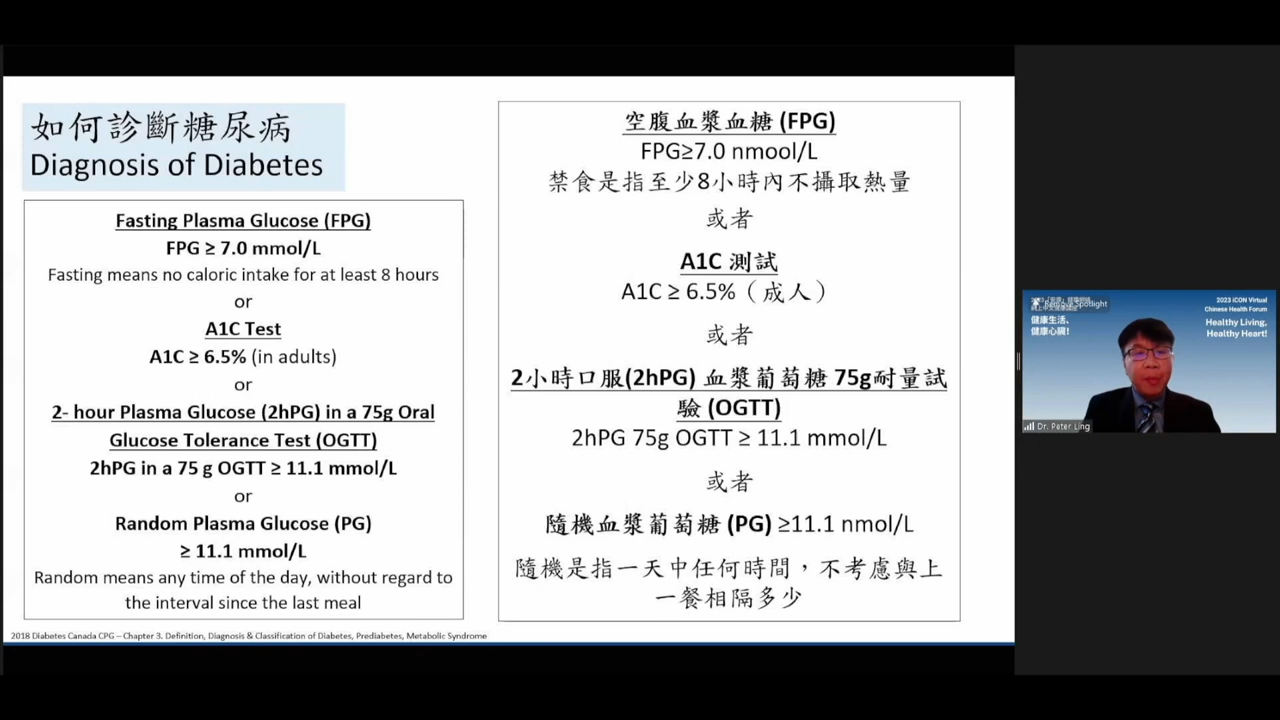 如何診斷糖尿病
Diagnosis of Diabetes
Fasting Plasma Glucose (FPG)
FPG ≥ 7.0 mmol/L
Fasting means no caloric intake for at least 8 hours
or
A1C Test
A1C ≥ 6.5% (in adults)
or
2- hour Plasma Glucose (2hPG) in a 75g Oral
Glucose Tolerance Test (OGTT)
2hPG in a 75 g OGTT ≥ 11.1 mmol/L
or
Random Plasma Glucose (PG)
≥ 11.1 mmol/L
Random means any time of the day, without regard to
the interval since the last meal
2018 Diabetes Canada CPG – Chapter 3. Definition, Diagnosis & Classification of Diabetes, Prediabetes, Metabolic Syndrome
空腹血漿血糖 (FPG)
FPG≥7.0 nmool/L
禁食是指至少8小時內不攝取熱量
或者
A1C 測試
A1C ≥ 6.5%（成人）
或者
2小時口服(2hPG) 血漿葡萄糖 75g耐量試
驗 (OGTT)
2hPG 75g OGTT ≥ 11.1 mmol/L
或者
隨機血漿葡萄糖 (PG) ≥11.1 nmol/L
隨機是指一天中任何時間，不考慮與上
一餐相隔多少
Remove Spotlight
健康生活、
健康心臟!
2023 iCON Virtual
Chinese Health Forum
Healthy Living,
Healthy Heart!
Dr. Peter Ling